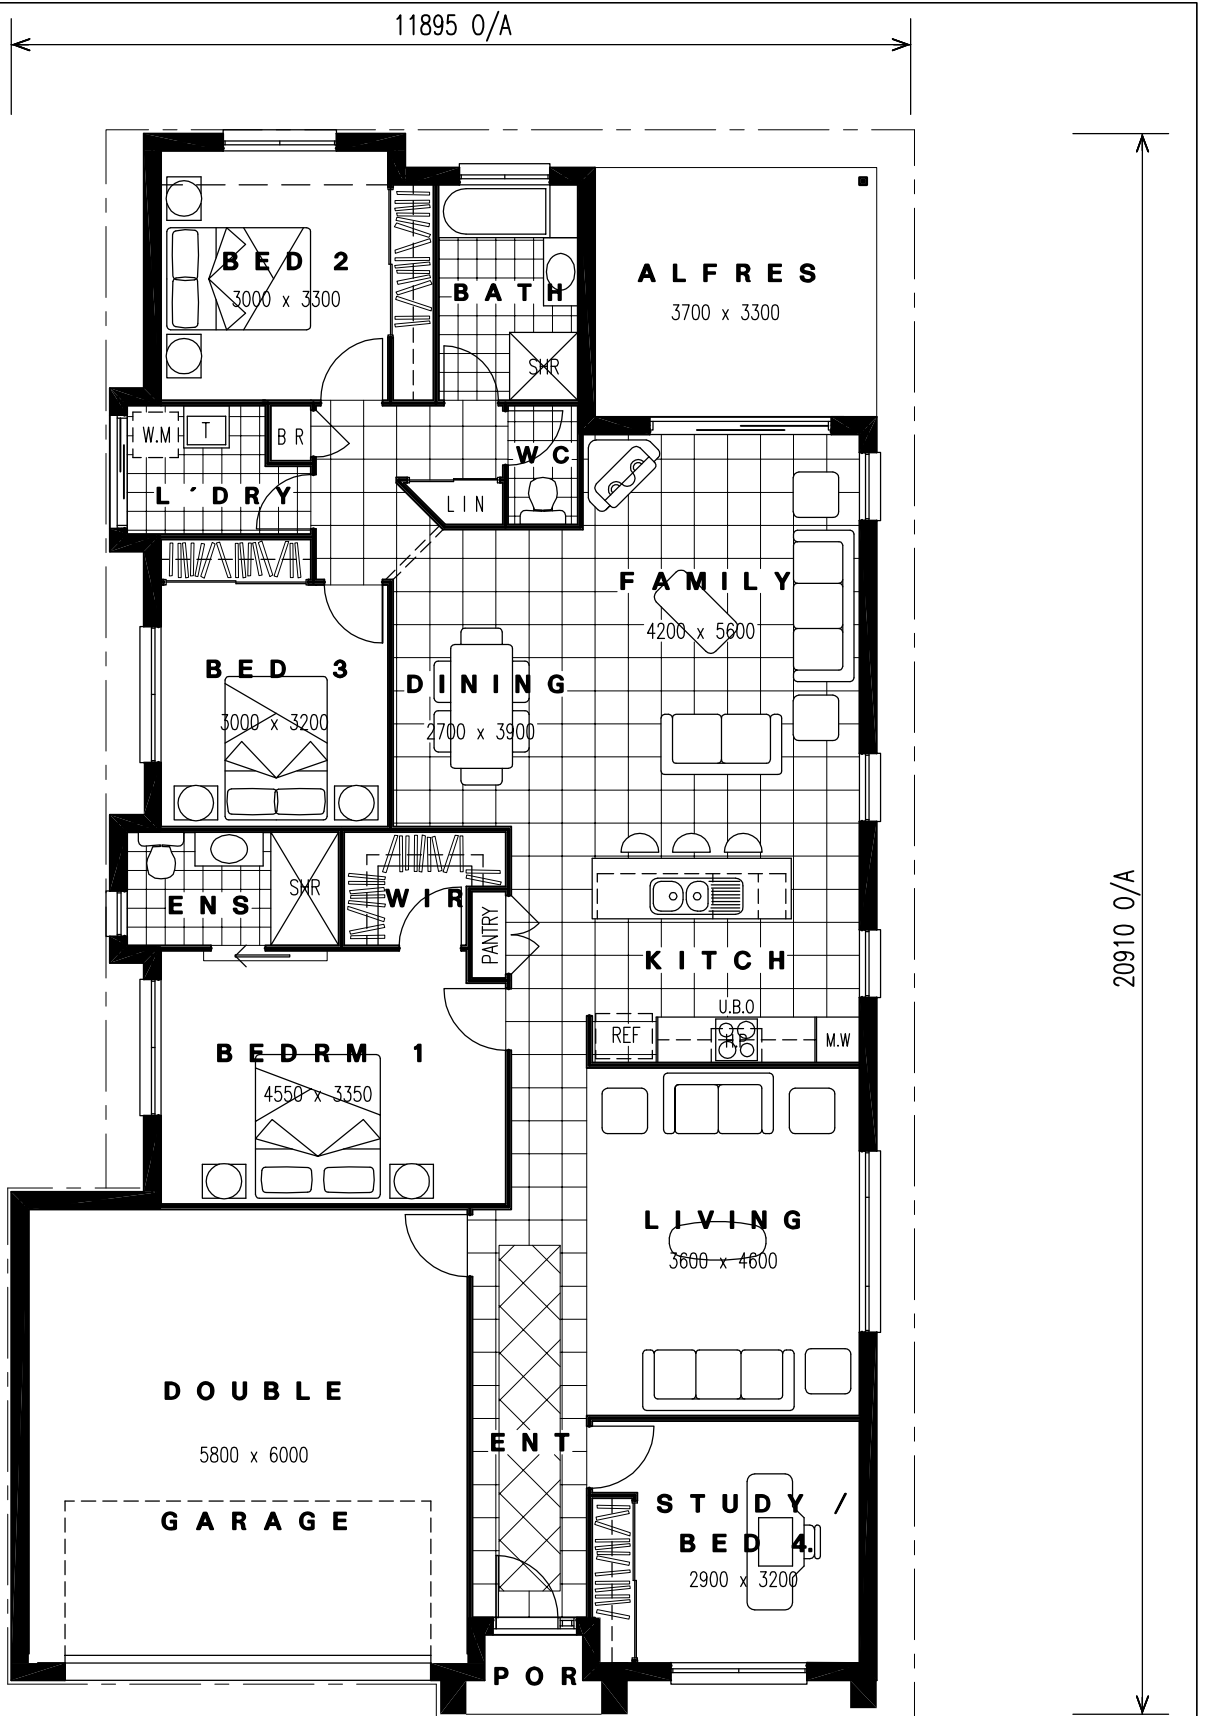 11895 O/A
BED 2
3000 x 3300
BATH
SHR
ALFRES
3700 x 3300
W.M
T
BR
L'DRY
WC
LIN
FAMILY
4200 x 5600
BED 3
3000 x 3200
DINING
2700 x 3900
20910 O/A
ENS
SHR
WIR
PANTRY
KITCH
U.B.O
REF
H.P
M.W
BEDRM 1
4550 x 3350
LIVING
3600 x 4600
DOUBLE
5800 x 6000
GARAGE
ENT
STUDY /
BED 4.
2900 x 3200
POR